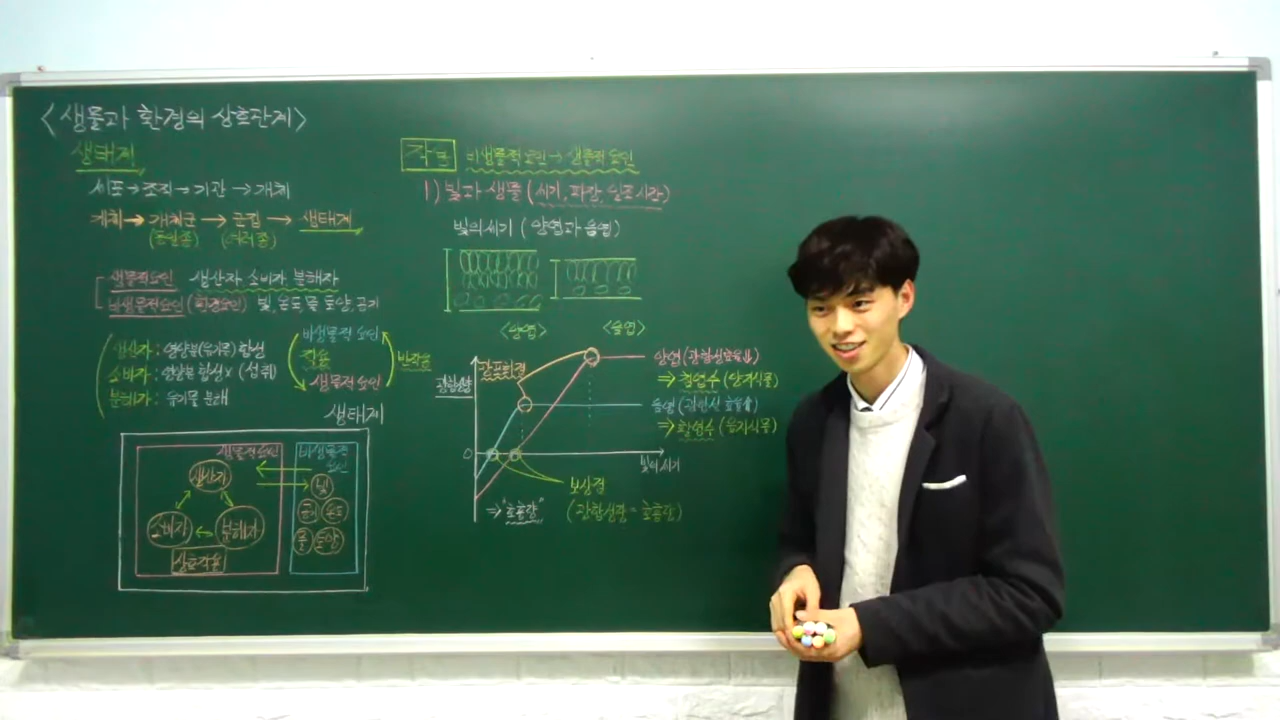 <생물과 환경의 상호관계>
생태계
세포→조직→기관→개체
개체→개체군→군집→생태계
(동일종) (여러종)
생물적요인 생산자, 소비자, 분해자
비생물적요인(환경요인) 빛, 온도, 물, 토양, 공기
생산자: 영양분(유기물) 합성
소비자: 영양분 합성x (섭취)
분해자: 유기물 분해
비생물적 요인
작용
반작용
생물적요인
생태계
생물적요인
생산자
소비자
분해자
상호작용
비생물적
요인
빛
공기
온도
물
토양
작용 비생물적요인→생물적요인
1) 빛과 생물 (세기, 파장, 일조시간)
빛의세기 (양엽과 음엽)
<양엽> <음엽>
광합성량
광포화점
양엽(광합성효율↑)
⇒침엽수(양지식물)
음엽
⇒활엽수(음지식물)
0
빛의세기
보상점
(광합성량=호흡량)
⇒"호흡량"